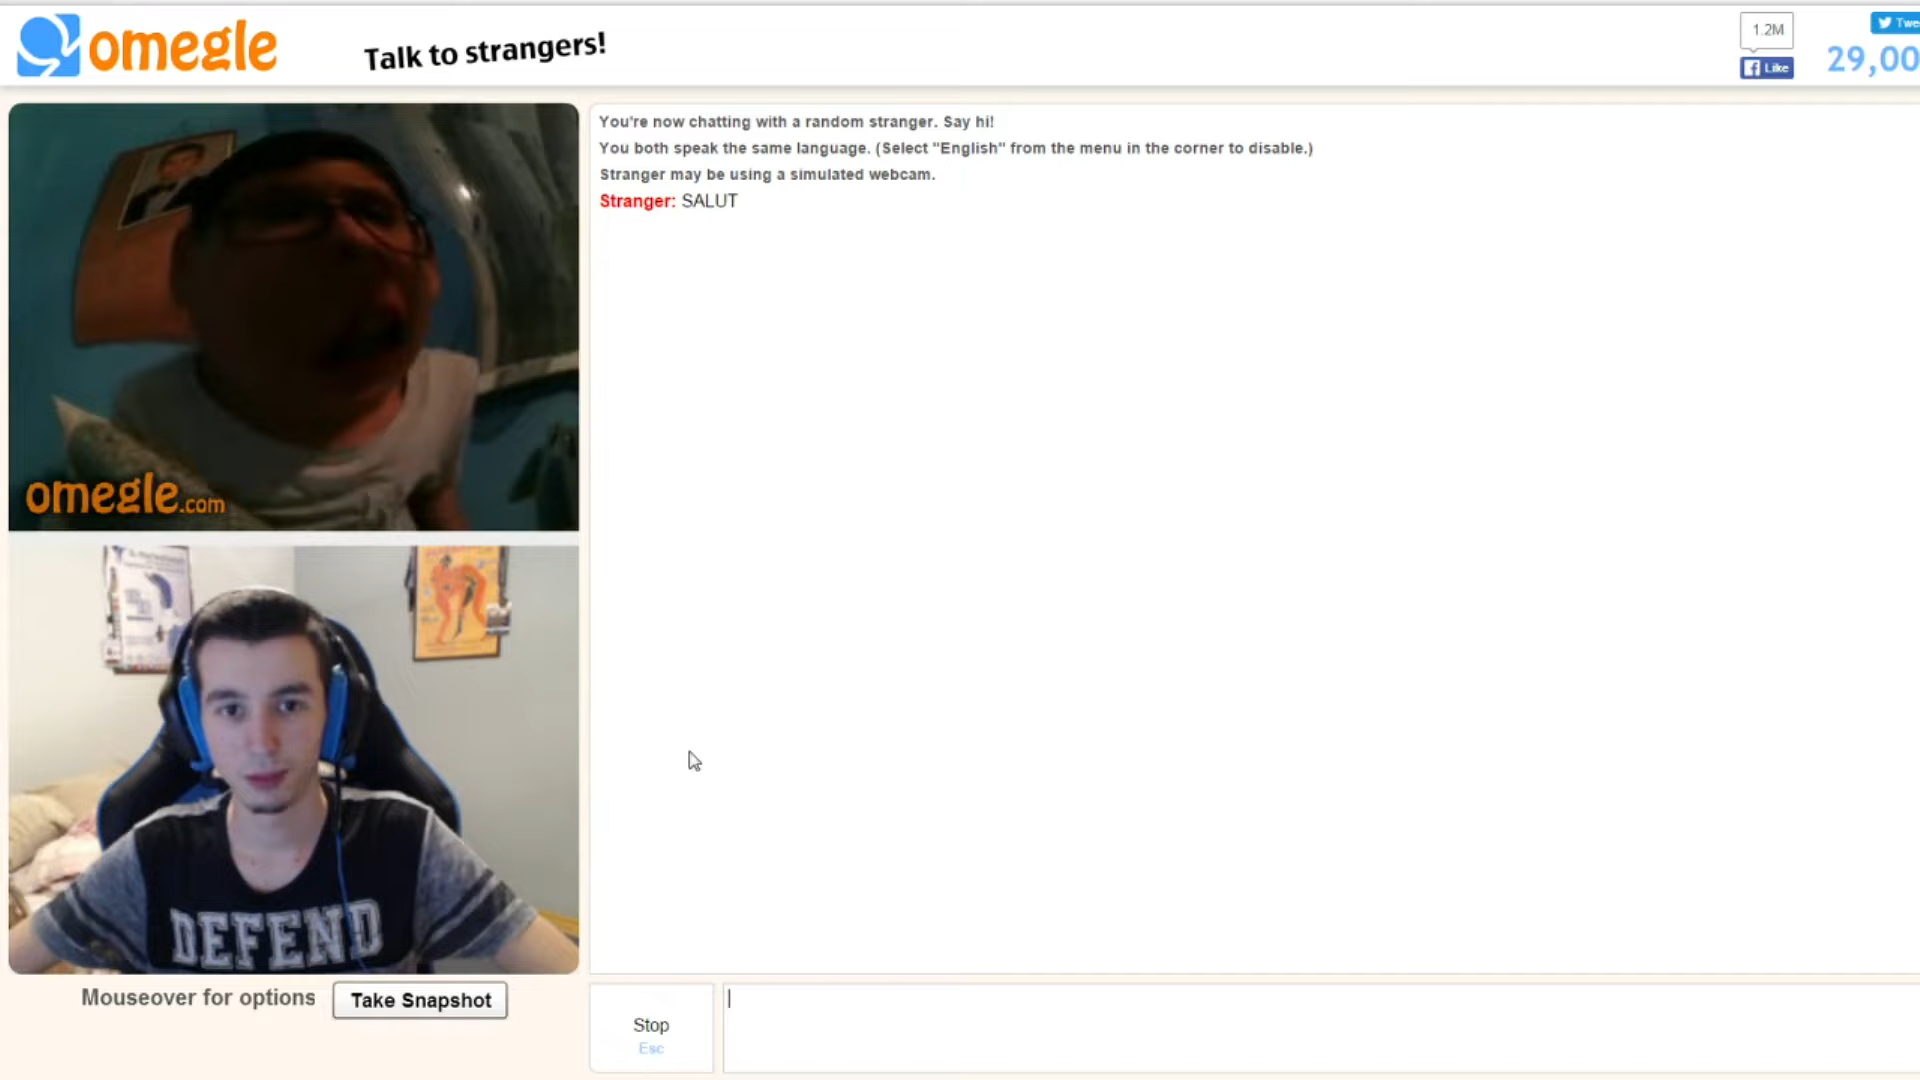 omegle
Talk to strangers!
1.2M
Like
Twe
29,00
You're now chatting with a random stranger. Say hi!
You both speak the same language. (Select "English" from the menu in the corner to disable.)
Stranger may be using a simulated webcam.
Stranger: SALUT
omegle.com
DEFEND
Mouseover for options
Take Snapshot
Stop
Esc